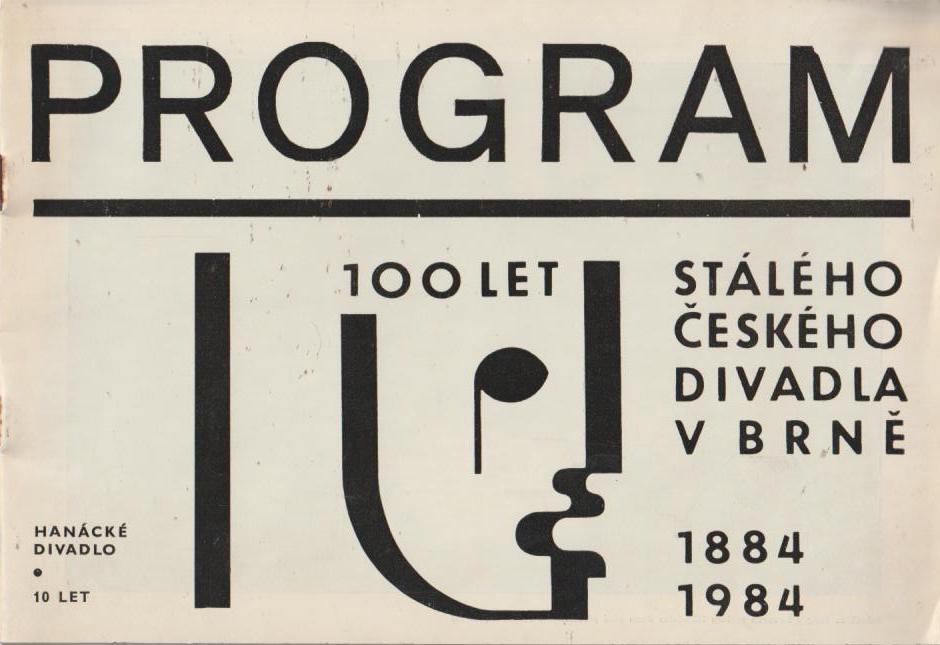 PROGRAM
100 LET
STÁLÉHO
ČESKÉHO
DIVADLA
V BRNĚ
1884
1984
HANÁCKÉ
DIVADLO
10 LET